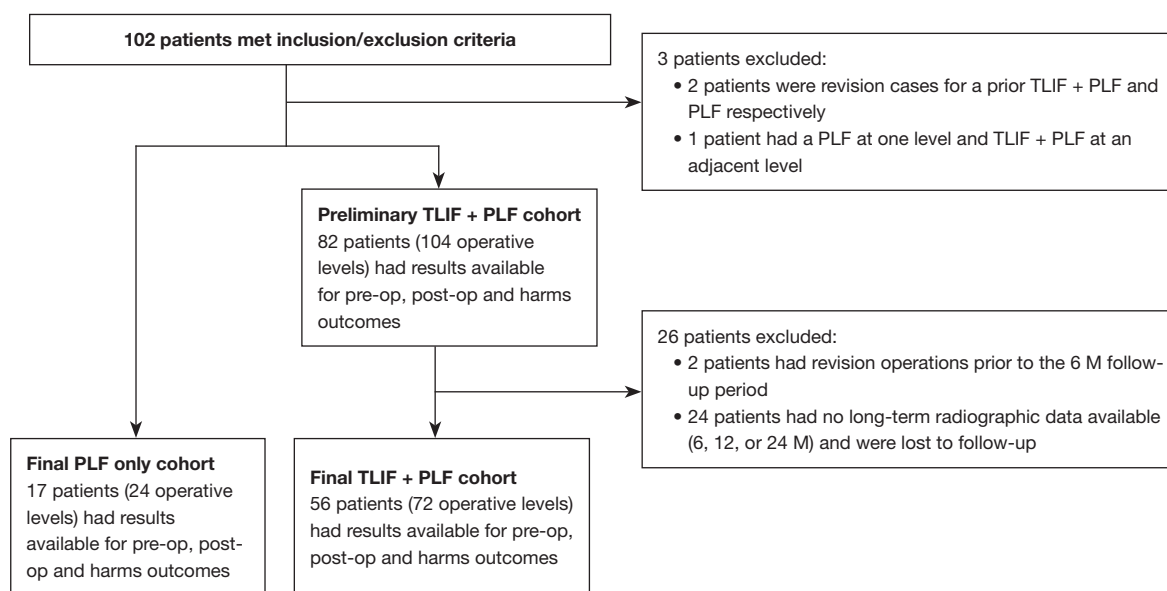 102 patients met inclusion/exclusion criteria
3 patients excluded:
• 2 patients were revision cases for a prior TLIF + PLF and
PLF respectively
• 1 patient had a PLF at one level and TLIF + PLF at an
adjacent level
Preliminary TLIF + PLF cohort
82 patients (104 operative
levels) had results available
for pre-op, post-op and harms
outcomes
26 patients excluded:
• 2 patients had revision operations prior to the 6 M follow-
up period
• 24 patients had no long-term radiographic data available
(6, 12, or 24 M) and were lost to follow-up
Final PLF only cohort
17 patients (24 operative
levels) had results
available for pre-op, post-
op and harms outcomes
Final TLIF + PLF cohort
56 patients (72 operative levels)
had results available for pre-op,
post-op and harms outcomes